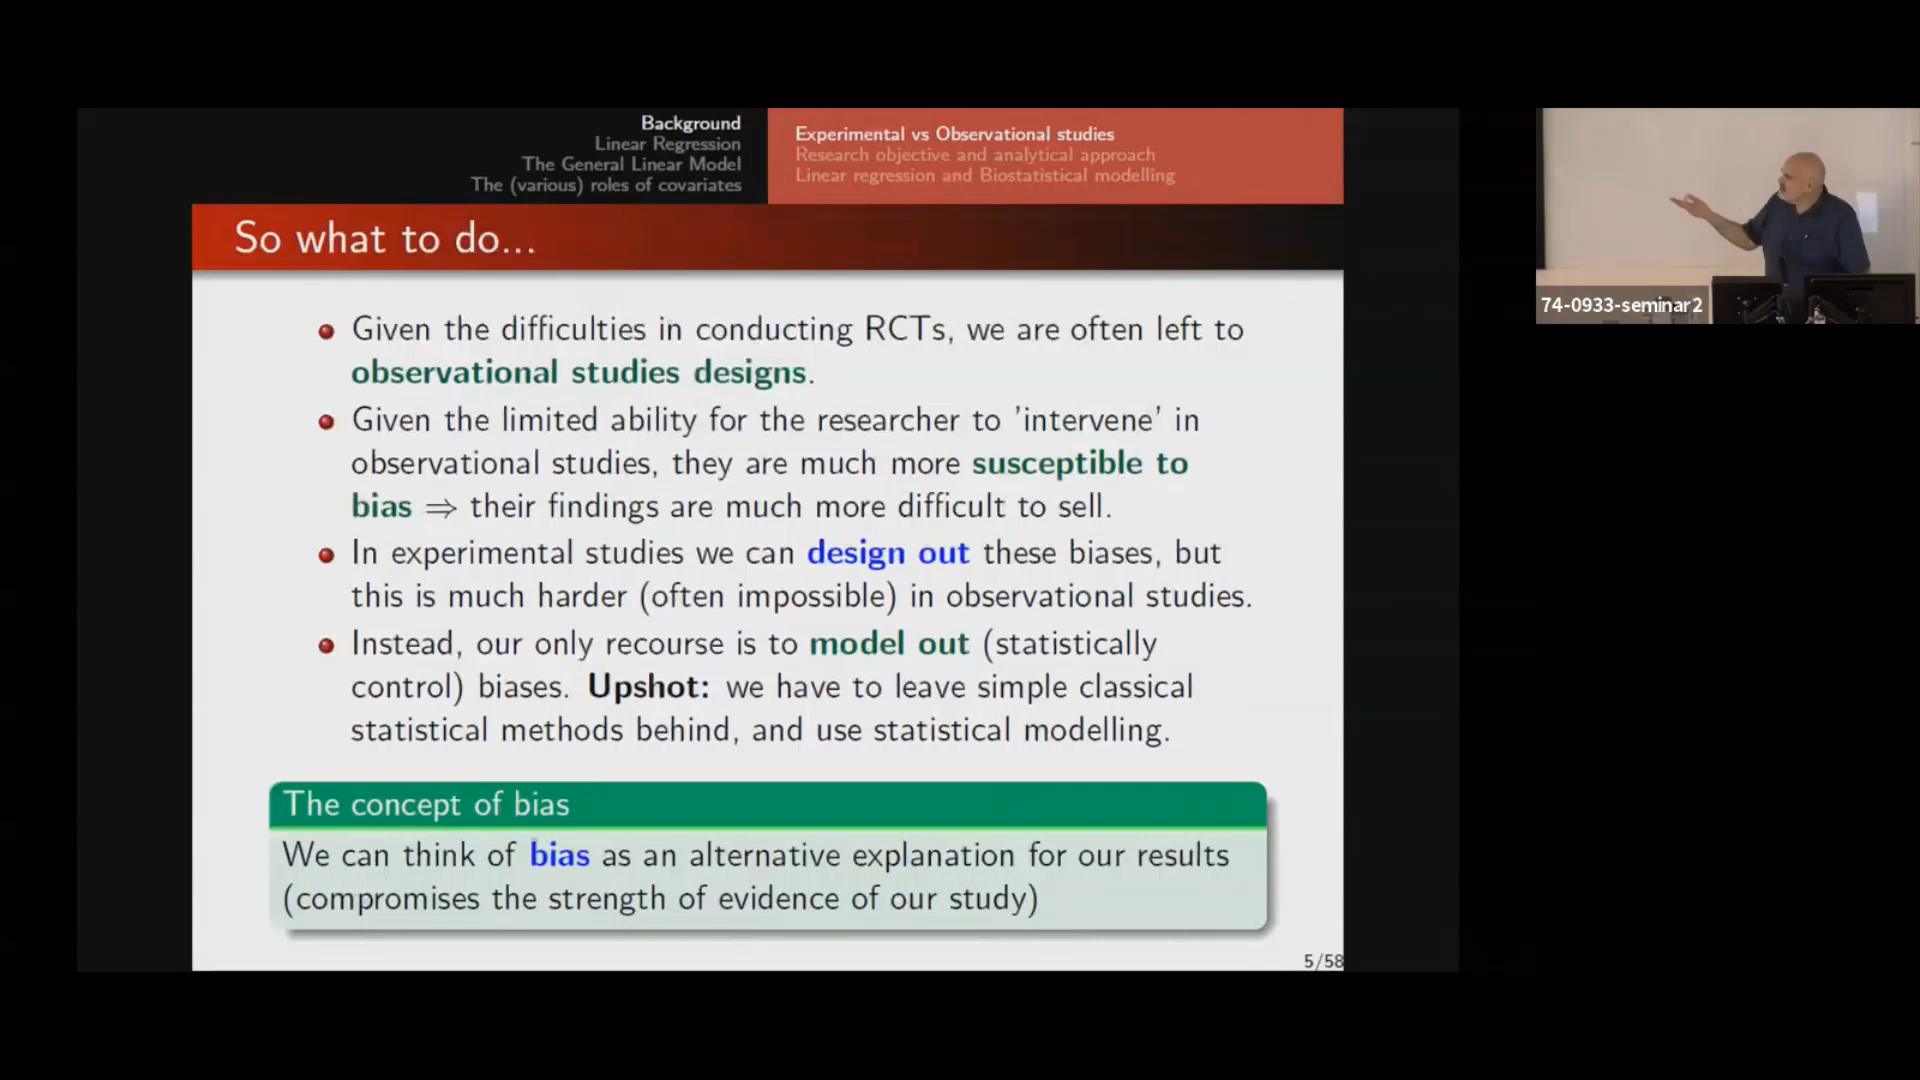 Background
Linear Regression
The General Linear Model
The (various) roles of covariates
Experimental vs Observational studies
Research objective and analytical approach
Linear regression and Biostatistical modelling
So what to do...
Given the difficulties in conducting RCTs, we are often left to
observational studies designs.
Given the limited ability for the researcher to 'intervene' in
observational studies, they are much more susceptible to
bias ⇒ their findings are much more difficult to sell.
In experimental studies we can design out these biases, but
this is much harder (often impossible) in observational studies.
Instead, our only recourse is to model out (statistically
control) biases. Upshot: we have to leave simple classical
statistical methods behind, and use statistical modelling.
The concept of bias
We can think of bias as an alternative explanation for our results
(compromises the strength of evidence of our study)
5/58
74-0933-seminar2